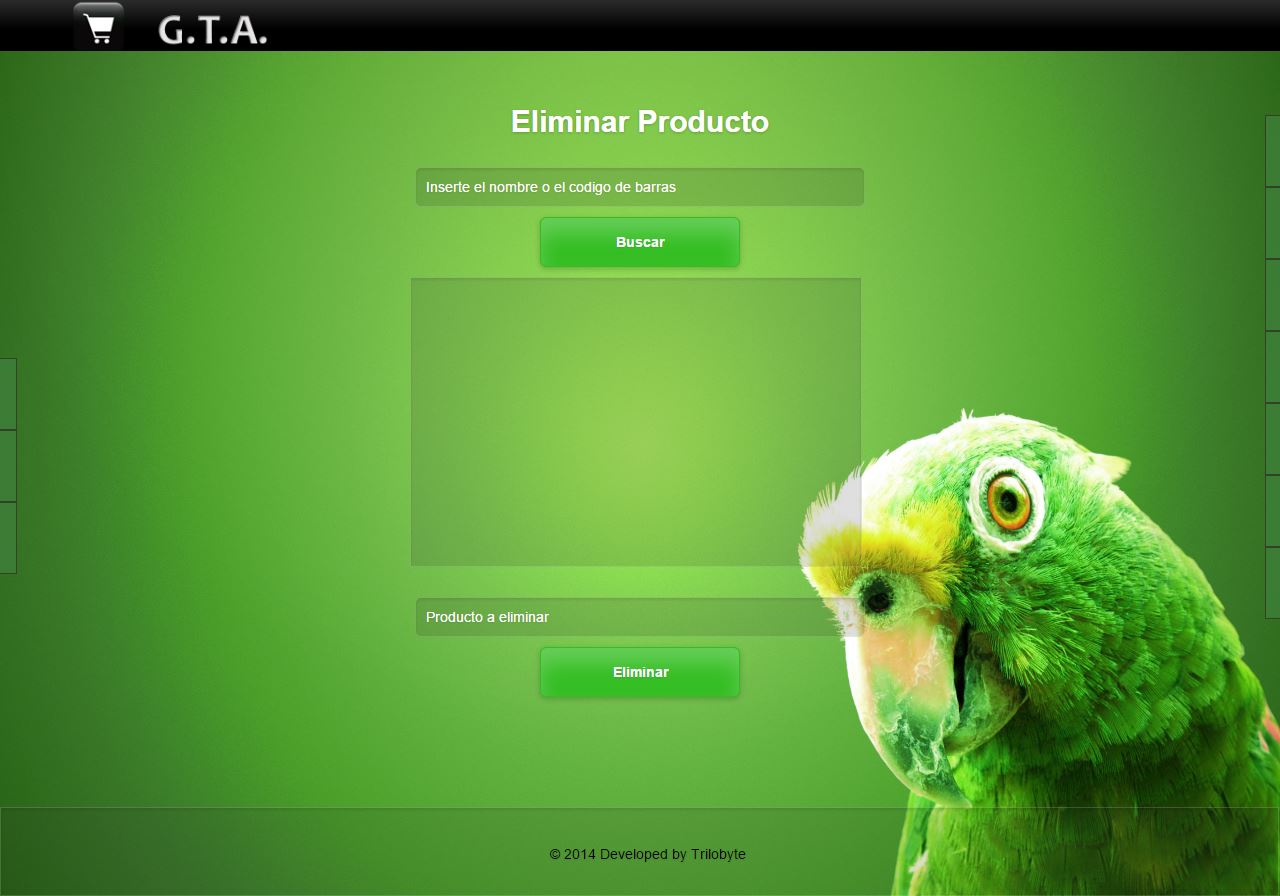 G.T.A.
Eliminar Producto
Inserte el nombre o el codigo de barras
Buscar
Producto a eliminar
Eliminar
© 2014 Developed by Trilobyte